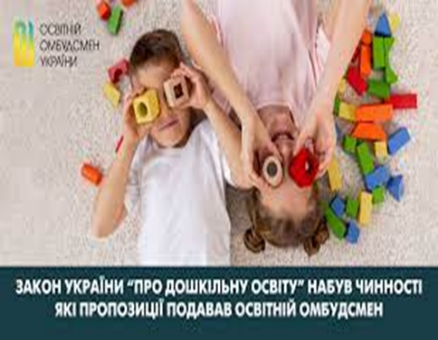 ОСВІТНІЙ
ОМБУДСМЕН
УКРАЇНИ
ЗАКОН УКРАЇНИ “ПРО ДОШКІЛЬНУ ОСВІТУ” НАБУВ ЧИННОСТІ
ЯКІ ПРОПОЗИЦІЇ ПОДАВАВ ОСВІТНІЙ ОМБУДСМЕН